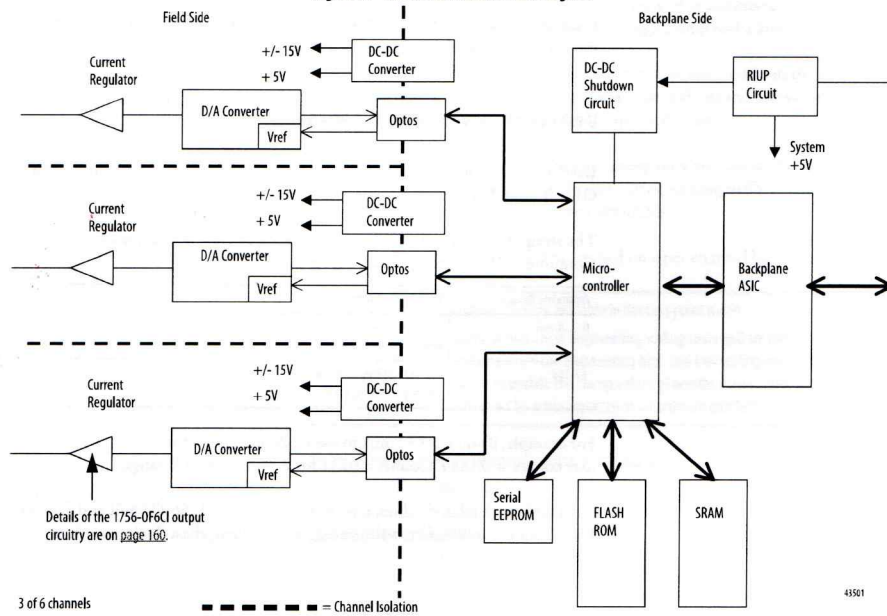 Field Side
Backplane Side
+/- 15V
+ 5V
DC-DC
Converter
Current
Regulator
D/A Converter
Vref
Optos
DC-DC
Shutdown
Circuit
RIUP
Circuit
System
+5V
+/- 15V
+ 5V
DC-DC
Converter
Current
Regulator
D/A Converter
Vref
Optos
Micro-
controller
Backplane
ASIC
+/- 15V
+ 5V
DC-DC
Converter
Current
Regulator
D/A Converter
Vref
Optos
Serial
EEPROM
FLASH
ROM
SRAM
Details of the 1756-OF6CI output
circuitry are on page 160.
3 of 6 channels
= Channel Isolation
43501